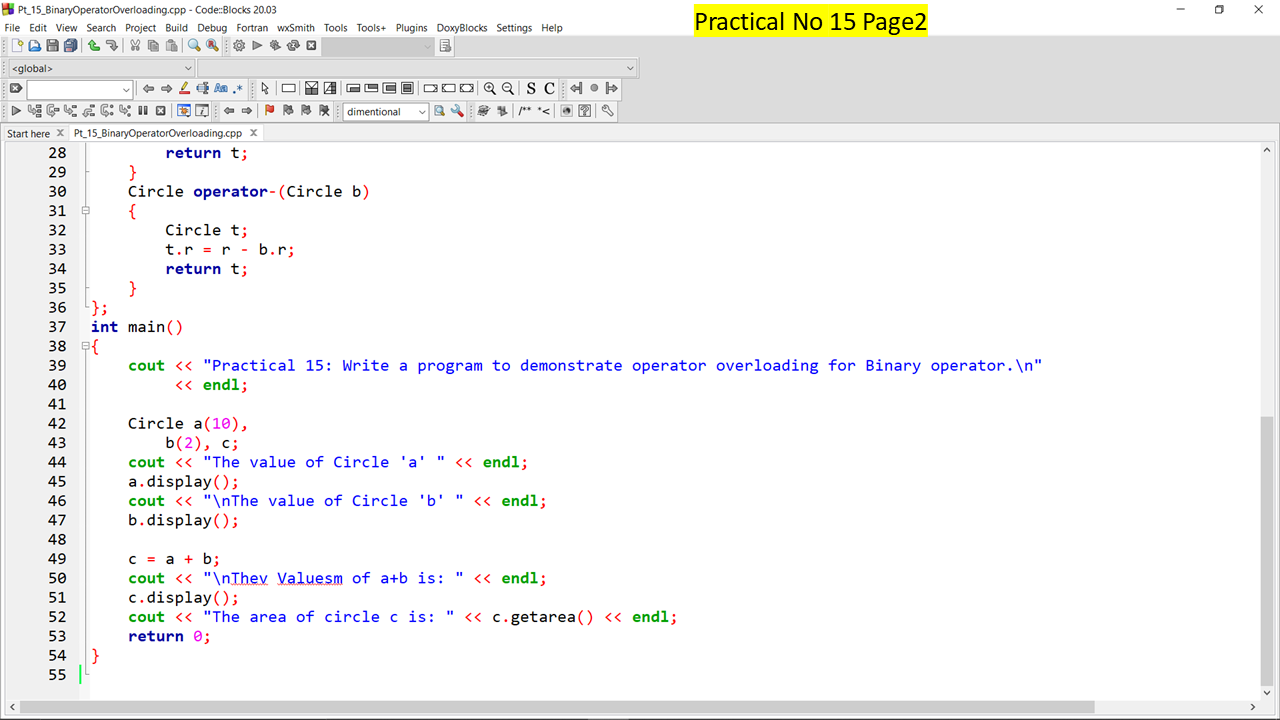 Pt_15_BinaryOperatorOverloading.cpp - Code::Blocks 20.03
Practical No 15 Page2
File Edit View Search Project Build Debug Fortran wxSmith Tools Tools+ Plugins DoxyBlocks Settings Help
<global>
Aa .* S C
dimentional /** *<
Start here Pt_15_BinaryOperatorOverloading.cpp
28 return t;
29 }
30 Circle operator-(Circle b)
31 {
32 Circle t;
33 t.r = r - b.r;
34 return t;
35 }
36 };
37 int main()
38 {
39 cout << "Practical 15: Write a program to demonstrate operator overloading for Binary operator.\n"
40 << endl;
41
42 Circle a(10),
43 b(2), c;
44 cout << "The value of Circle 'a' " << endl;
45 a.display();
46 cout << "\nThe value of Circle 'b' " << endl;
47 b.display();
48
49 c = a + b;
50 cout << "\nThev Valuesm of a+b is: " << endl;
51 c.display();
52 cout << "The area of circle c is: " << c.getarea() << endl;
53 return 0;
54 }
55